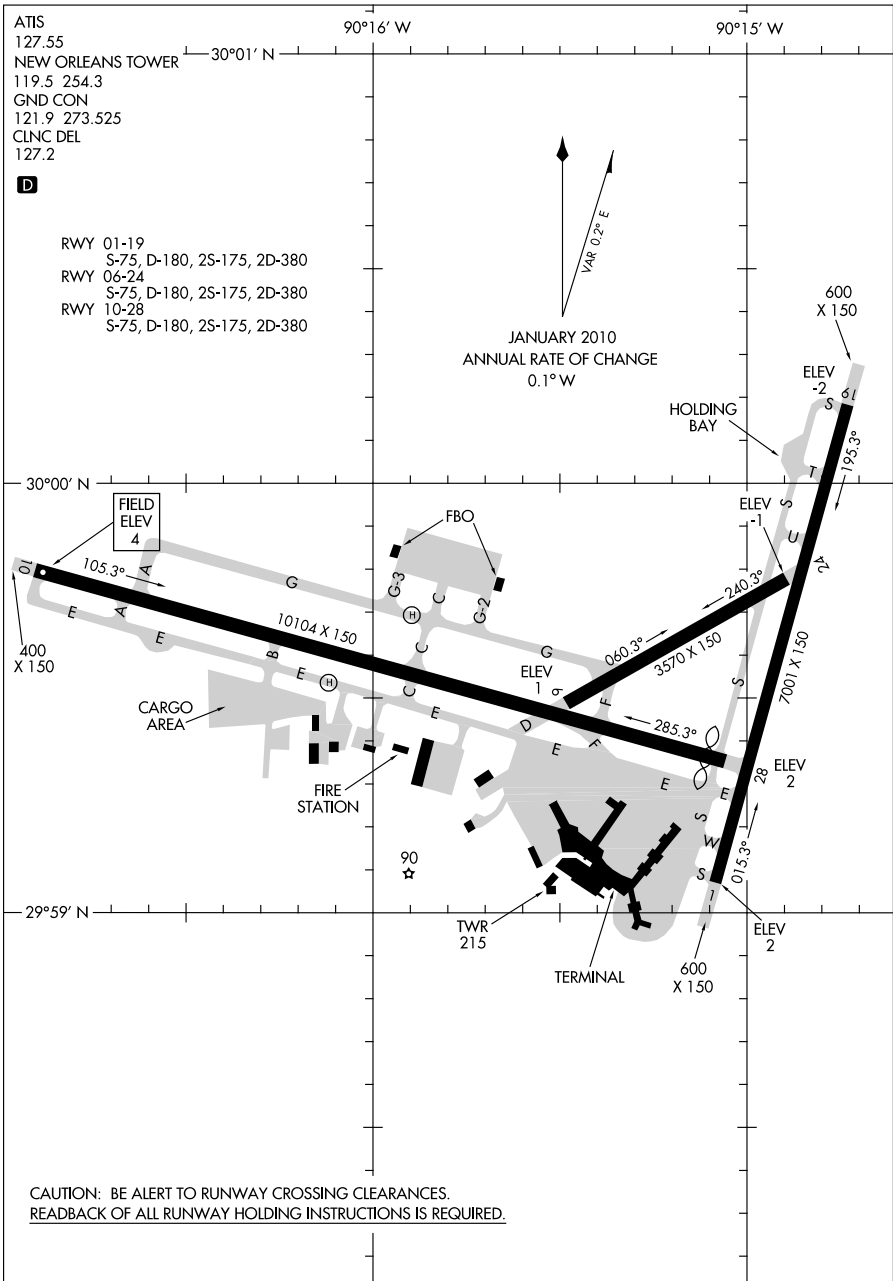 ATIS
127.55
NEW ORLEANS TOWER
119.5 254.3
GND CON
121.9 273.525
CLNC DEL
127.2
D
90°16' W
90°15' W
30°01' N
RWY 01-19
S-75, D-180, 2S-175, 2D-380
RWY 06-24
S-75, D-180, 2S-175, 2D-380
RWY 10-28
S-75, D-180, 2S-175, 2D-380
VAR 0.2° E
JANUARY 2010
ANNUAL RATE OF CHANGE
0.1° W
600
X 150
ELEV
-2
19
S
HOLDING
BAY
195.3°
T
S
U
30°00' N
FIELD
ELEV
4
FBO
ELEV
-1
24
10
105.3°
A
G
G-3
C
G-2
240.3°
400
X 150
E
A
E
10104 X 150
H
C
G
060.3°
3570 X 150
7001 X 150
B
E
H
C
E
ELEV
1
6
F
S
CARGO
AREA
D
E
F
285.3°
E
28
ELEV
2
E
FIRE
STATION
S
W
015.3°
S
1
90
29°59' N
TWR
215
TERMINAL
600
X 150
ELEV
2
CAUTION: BE ALERT TO RUNWAY CROSSING CLEARANCES.
READBACK OF ALL RUNWAY HOLDING INSTRUCTIONS IS REQUIRED.